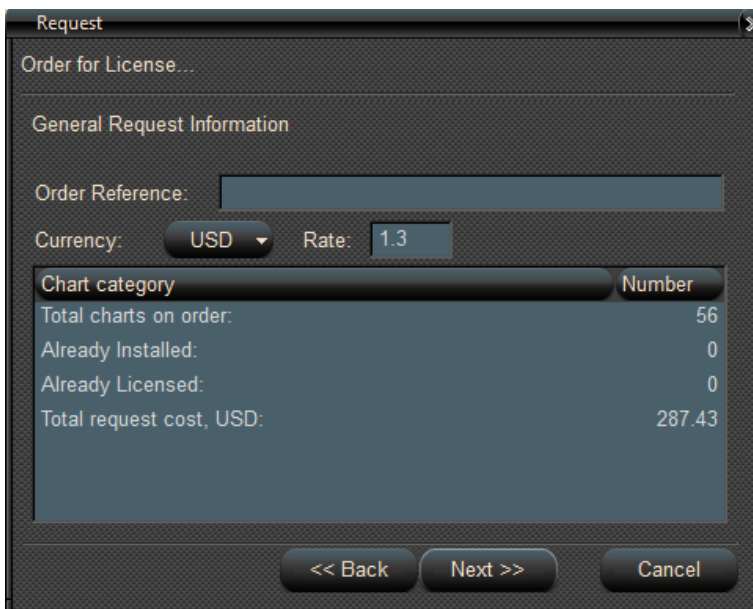 Request
Order for License...
General Request Information
Order Reference:
Currency: USD Rate: 1.3
Chart category Number
Total charts on order: 56
Already Installed: 0
Already Licensed: 0
Total request cost, USD: 287.43
<< Back Next >> Cancel